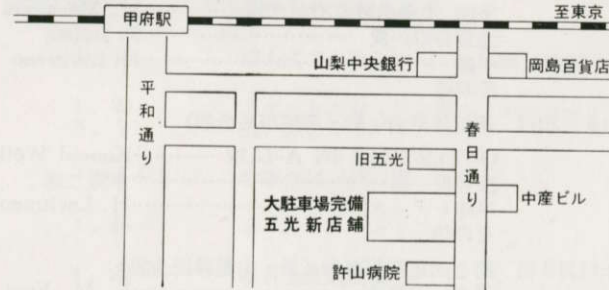 甲府駅
至東京
山梨中央銀行
岡島百貨店
平和通り
春日通り
旧五光
大駐車場完備
五光新店舗
中産ビル
許山病院